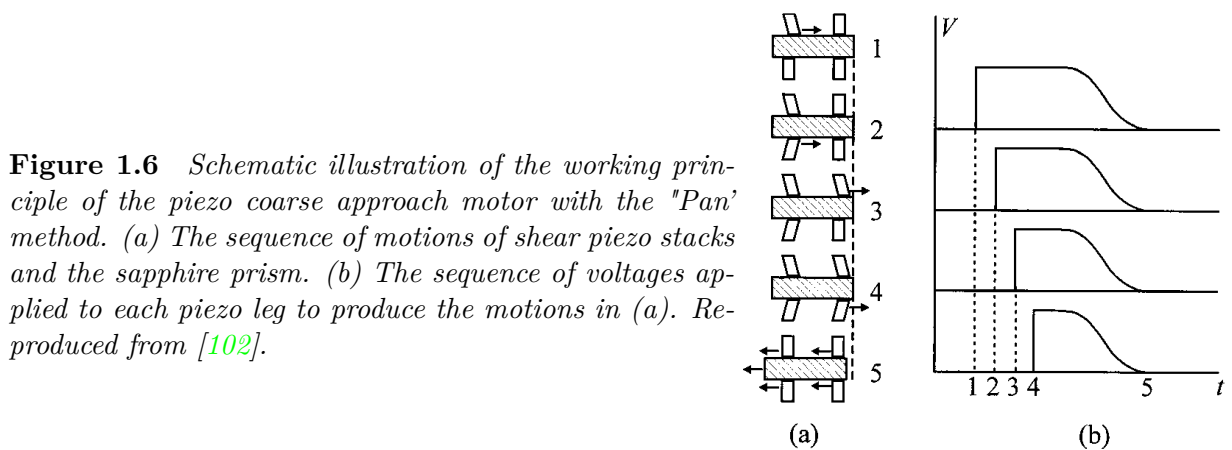 Figure 1.6 Schematic illustration of the working prin-
ciple of the piezo coarse approach motor with the "Pan'
method. (a) The sequence of motions of shear piezo stacks
and the sapphire prism. (b) The sequence of voltages ap-
plied to each piezo leg to produce the motions in (a). Re-
produced from [102].
1
2
3
4
5
(a)
V
1 2 3 4 5 t
(b)